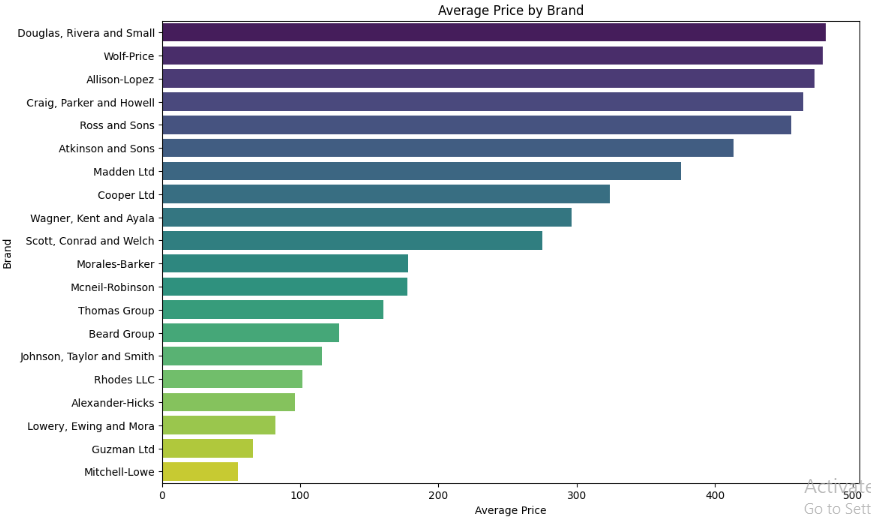 Average Price by Brand
Douglas, Rivera and Small
Wolf-Price
Allison-Lopez
Craig, Parker and Howell
Ross and Sons
Atkinson and Sons
Madden Ltd
Cooper Ltd
Wagner, Kent and Ayala
Scott, Conrad and Welch
Morales-Barker
Mcneil-Robinson
Thomas Group
Beard Group
Johnson, Taylor and Smith
Rhodes LLC
Alexander-Hicks
Lowery, Ewing and Mora
Guzman Ltd
Mitchell-Lowe
Brand
0 100 200 300 400 500
Average Price
Activate
Go to Sett